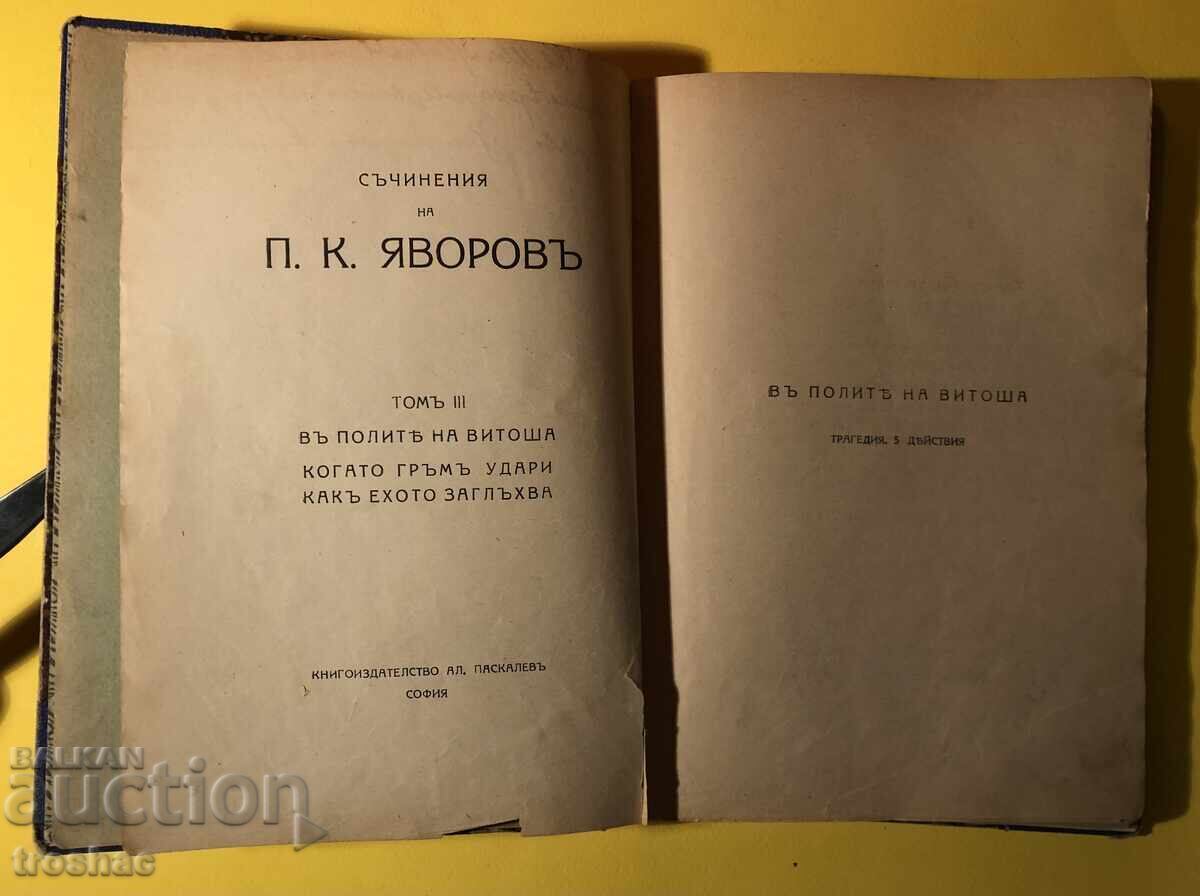 СЪЧИНЕНИЯ
НА
П. К. ЯВОРОВЪ
ТОМЪ III
ВЪ ПОЛИТѢ НА ВИТОША
КОГАТО ГРЪМЪ УДАРИ
КАКЪ ЕХОТО ЗАГЛЪХВА
КНИГОИЗДАТЕЛСТВО АЛ. ПАСКАЛЕВЪ
СОФИЯ
ВЪ ПОЛИТѢ НА ВИТОША
ТРАГЕДИЯ, 5 ДѢЙСТВИЯ
BALKAN
auction
troshac